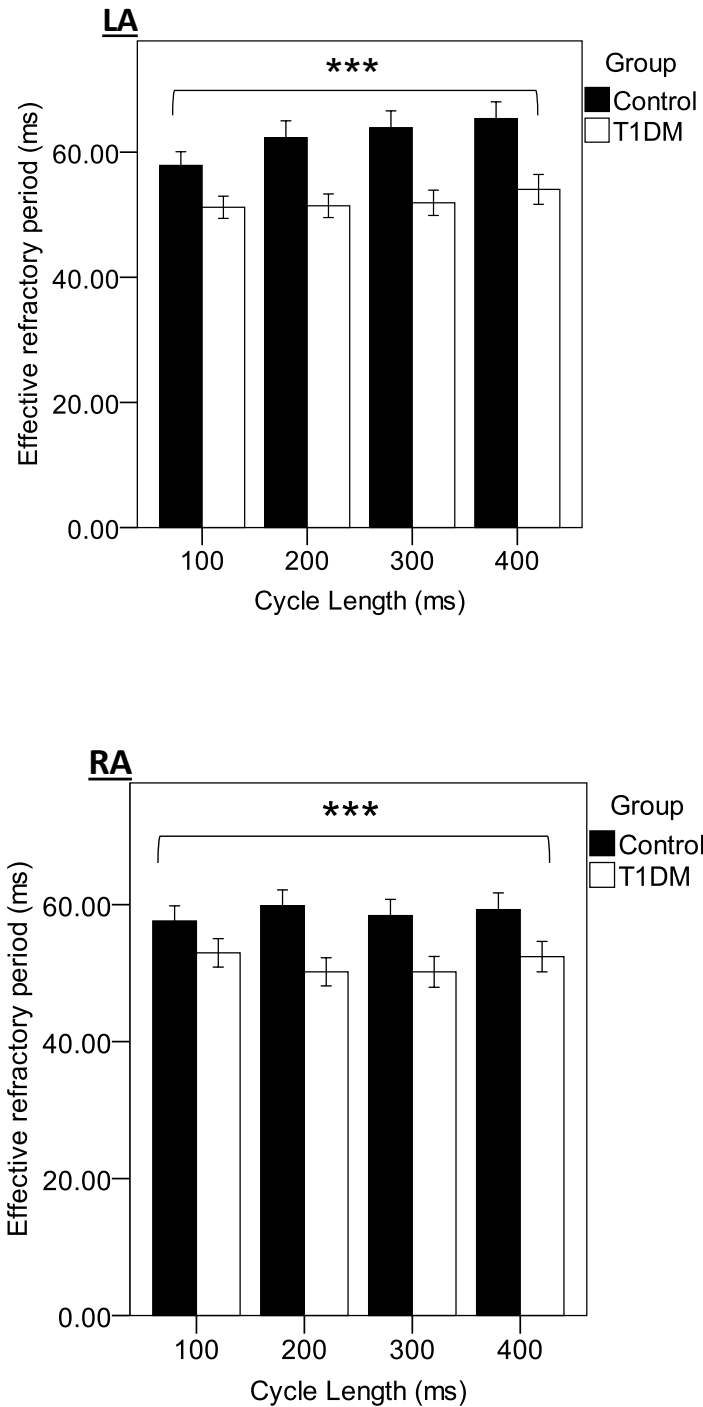 LA
***
Group
Control
T1DM
Effective refractory period (ms)
60.00
40.00
20.00
0.00
100 200 300 400
Cycle Length (ms)
RA
***
Group
Control
T1DM
Effective refractory period (ms)
60.00
40.00
20.00
0.00
100 200 300 400
Cycle Length (ms)